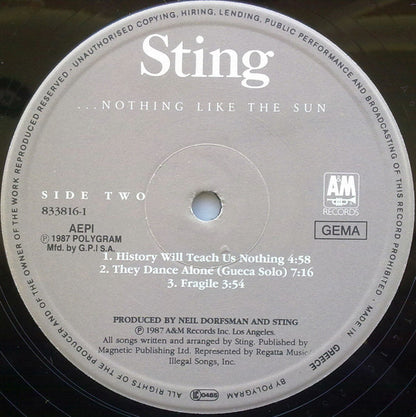 Sting
...NOTHING LIKE THE SUN
SIDE TWO
833816-1
AEPI
Ⓟ 1987 POLYGRAM
Mfd. by G.P.I S.A.
A&M
RECORDS
GEMA
1. History Will Teach Us Nothing 4:58
2. They Dance Alone (Gueca Solo) 7:16
3. Fragile 3:54
PRODUCED BY NEIL DORFSMAN AND STING
Ⓟ 1987 A&M Records Inc. Los Angeles.
All songs written and arranged by Sting. Published by
Magnetic Publishing Ltd. Represented by Regatta Music
Illegal Songs, Inc.
ALL RIGHTS OF THE PRODUCER AND OF THE OWNER OF THE WORK REPRODUCED RESERVED · UNAUTHORISED COPYING, HIRING, LENDING, PUBLIC PERFORMANCE AND BROADCASTING OF THIS RECORD PROHIBITED · MADE IN GREECE
BY POLYGRAM